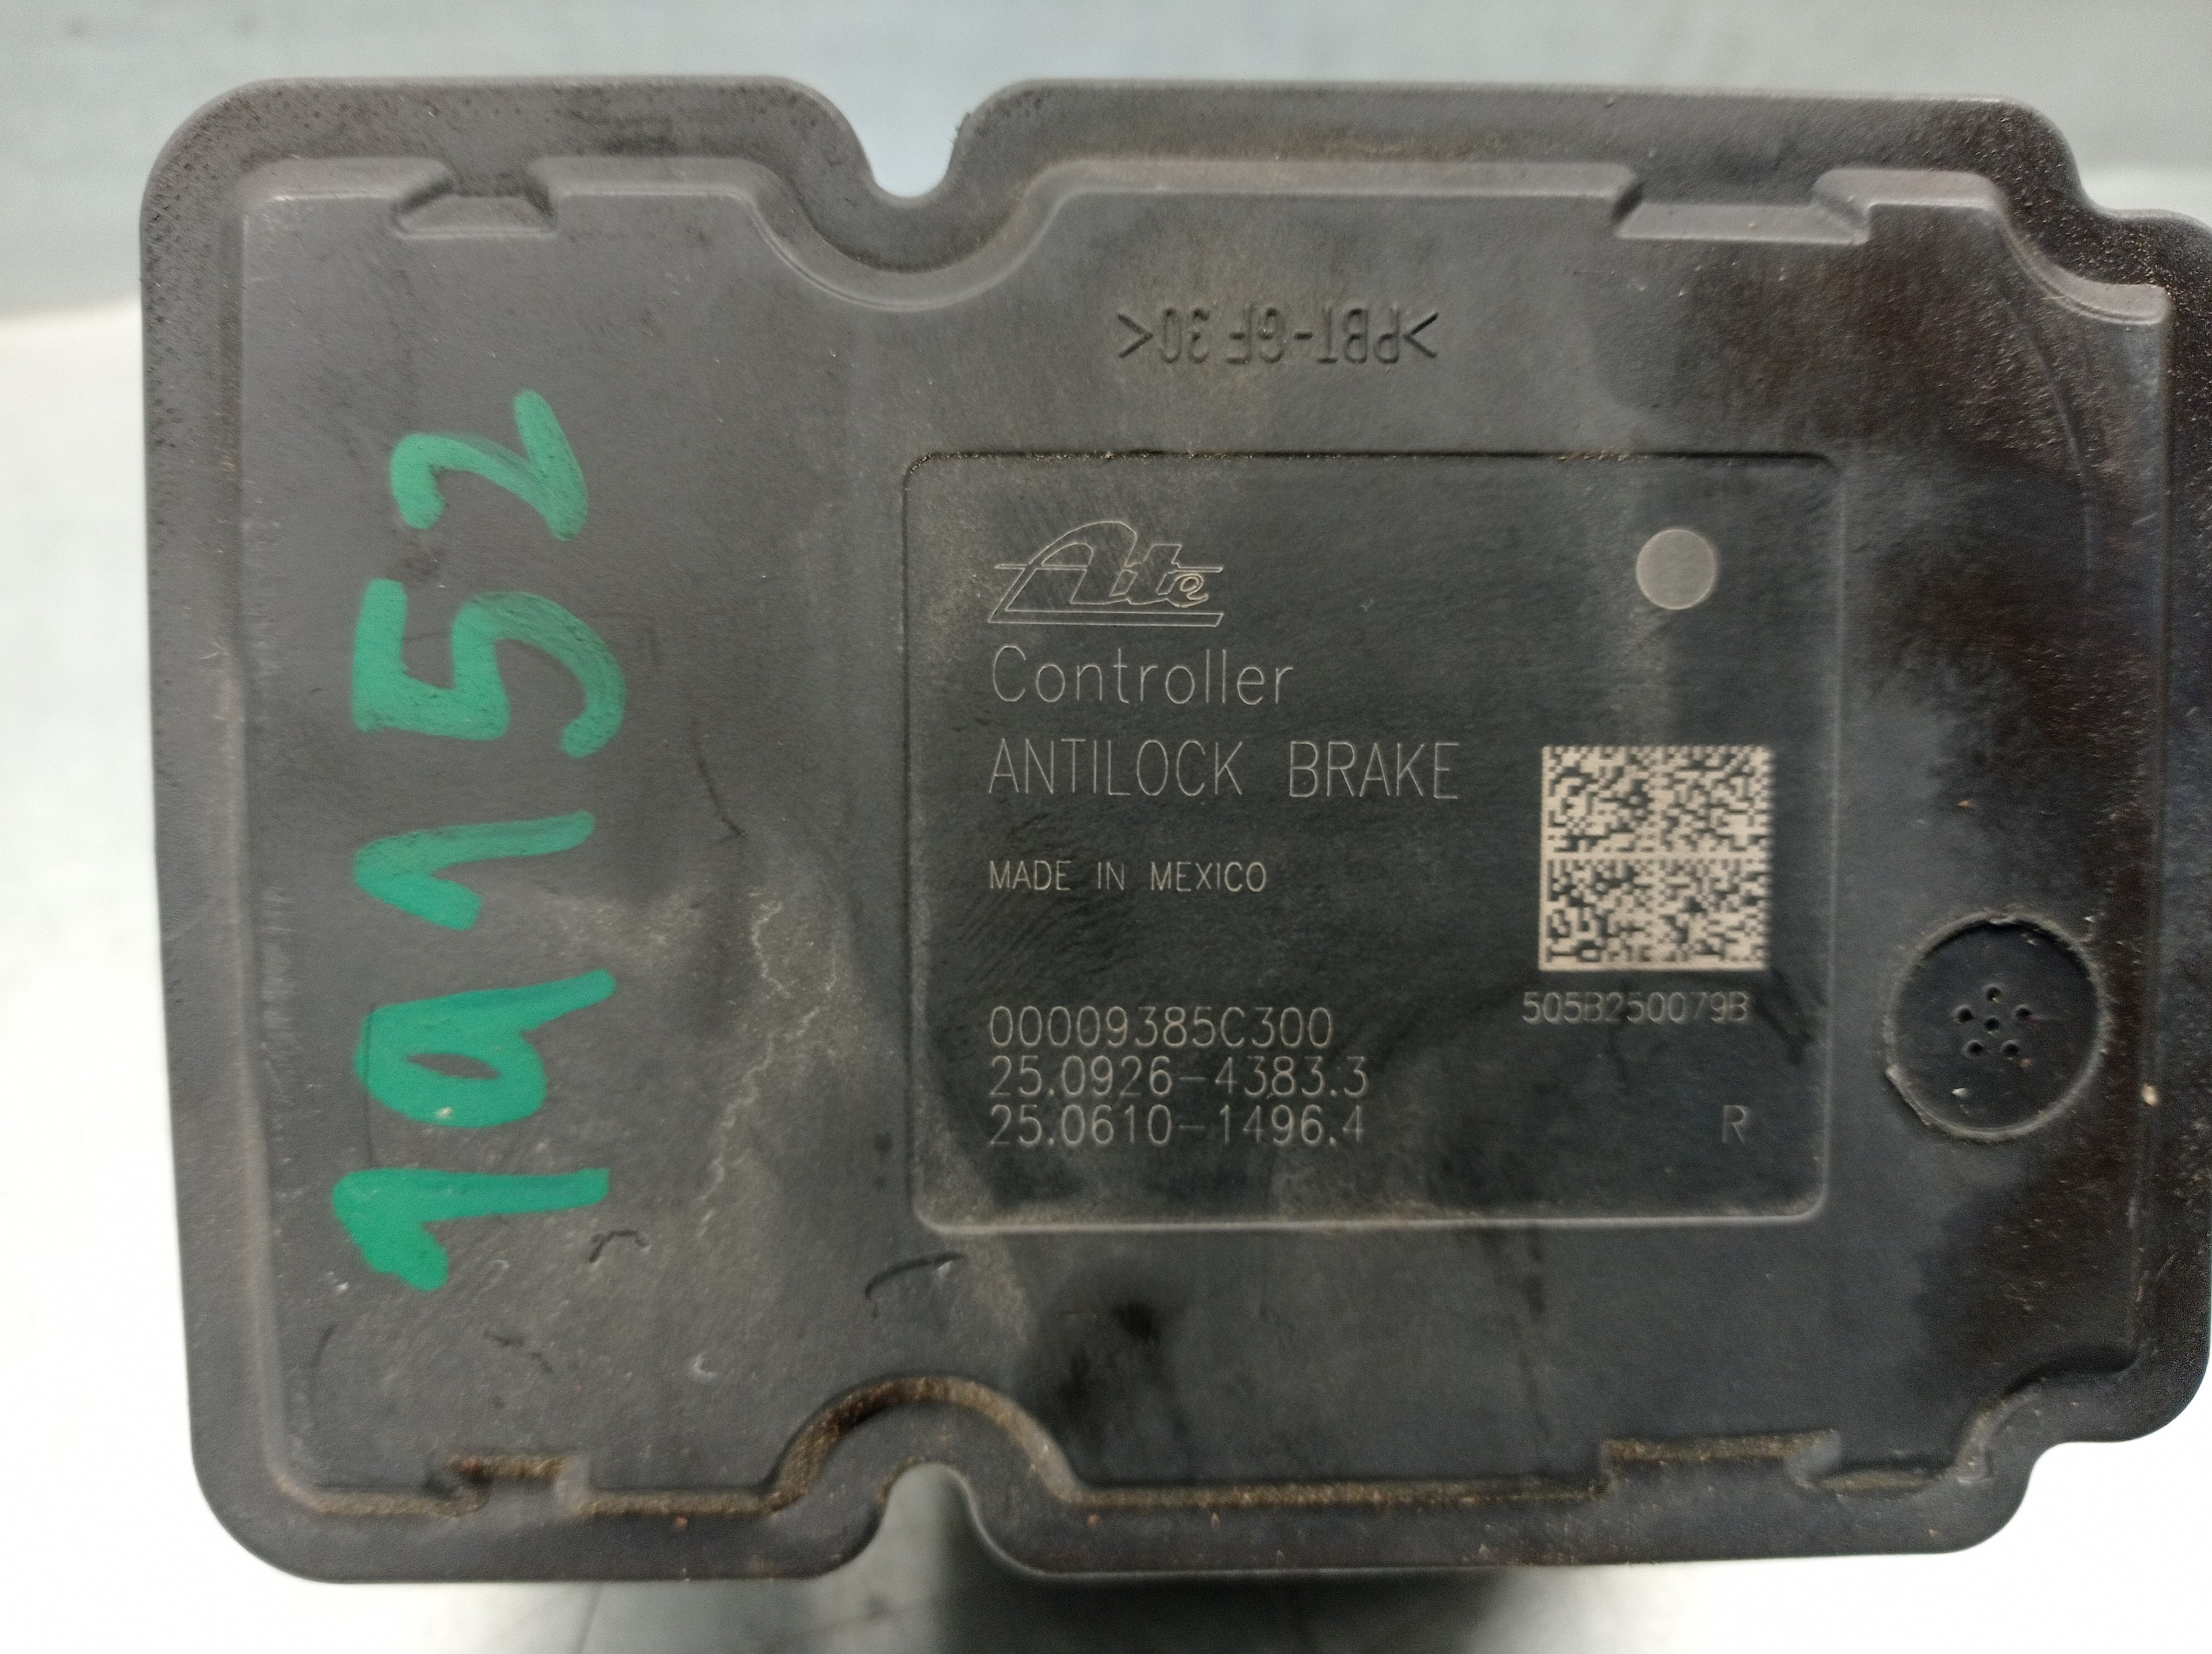 19152
>PBT-GF 30<
Ate
Controller
ANTILOCK BRAKE
MADE IN MEXICO
505B250079B
00009385C300
25.0926-4383.3
25.0610-1496.4
R